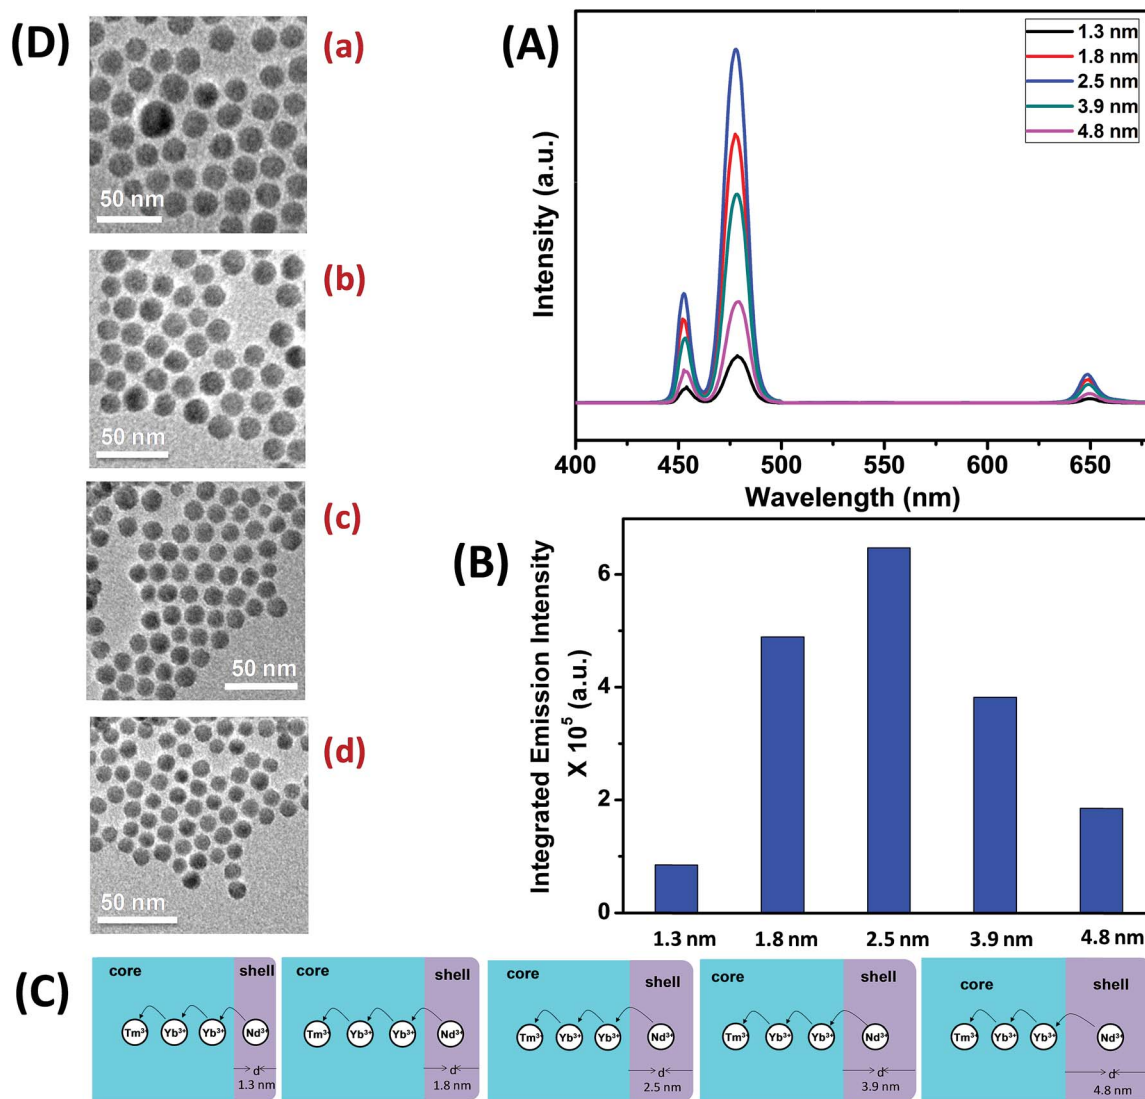 (D)
(a)
50 nm
(b)
50 nm
(c)
50 nm
(d)
50 nm
(A)
1.3 nm
1.8 nm
2.5 nm
3.9 nm
4.8 nm
Intensity (a.u.)
400 450 500 550 600 650
Wavelength (nm)
(B)
Integrated Emission Intensity
X 10⁵ (a.u.)
6
4
2
0
1.3 nm 1.8 nm 2.5 nm 3.9 nm 4.8 nm
(C)
core shell
Tm³⁺ Yb³⁺ Yb³⁺ Nd³⁺
d
1.3 nm
core shell
Tm³⁺ Yb³⁺ Yb³⁺ Nd³⁺
d
1.8 nm
core shell
Tm³⁺ Yb³⁺ Yb³⁺ Nd³⁺
d
2.5 nm
core shell
Tm³⁺ Yb³⁺ Yb³⁺ Nd³⁺
d
3.9 nm
core shell
Tm³⁺ Yb³⁺ Yb³⁺ Nd³⁺
d
4.8 nm